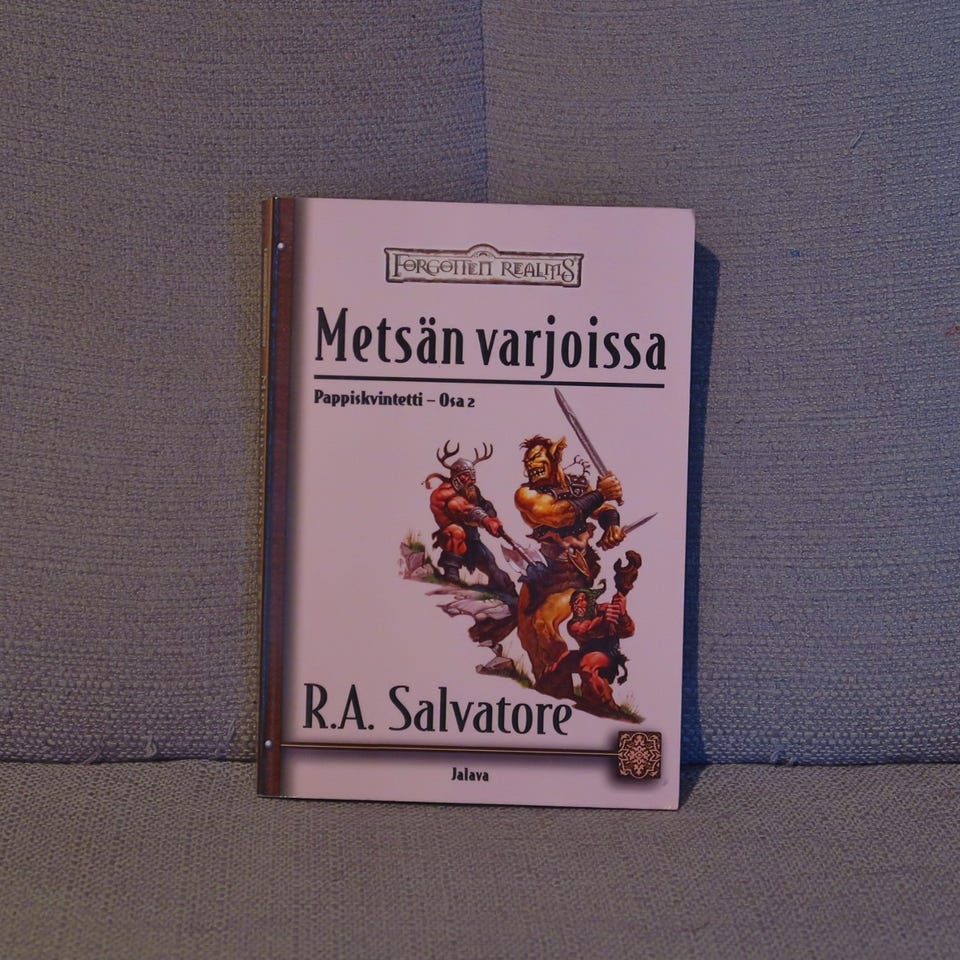 FORGOTTEN REALMS
Metsän varjoissa
Pappiskvintetti – Osa 2
R.A. Salvatore
Jalava